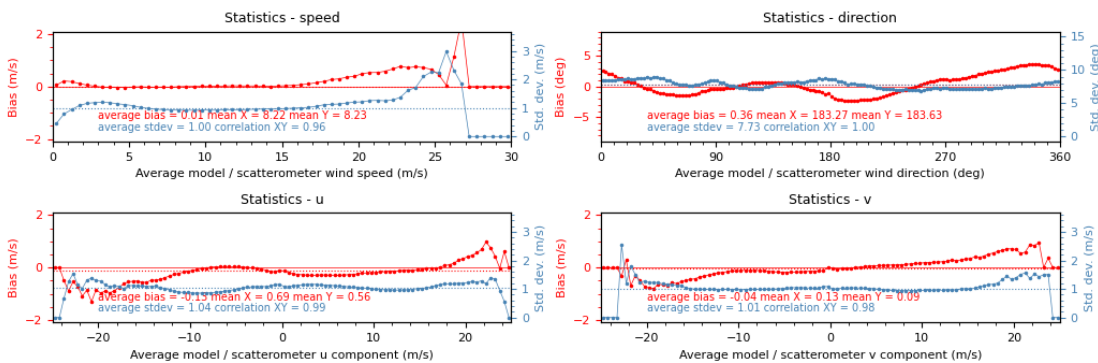 Statistics - speed
2
0
−2
Bias (m/s)
3
2
1
0
Std. dev. (m/s)
average bias = 0.01 mean X = 8.22 mean Y = 8.23
average stdev = 1.00 correlation XY = 0.96
0 5 10 15 20 25 30
Average model / scatterometer wind speed (m/s)
Statistics - direction
5
0
−5
Bias (deg)
15
10
5
0
Std. dev. (deg)
average bias = 0.36 mean X = 183.27 mean Y = 183.63
average stdev = 7.73 correlation XY = 1.00
0 90 180 270 360
Average model / scatterometer wind direction (deg)
Statistics - u
2
0
−2
Bias (m/s)
3
2
1
0
Std. dev. (m/s)
average bias = -0.13 mean X = 0.69 mean Y = 0.56
average stdev = 1.04 correlation XY = 0.99
−20 −10 0 10 20
Average model / scatterometer u component (m/s)
Statistics - v
2
0
−2
Bias (m/s)
3
2
1
0
Std. dev. (m/s)
average bias = -0.04 mean X = 0.13 mean Y = 0.09
average stdev = 1.01 correlation XY = 0.98
−20 −10 0 10 20
Average model / scatterometer v component (m/s)